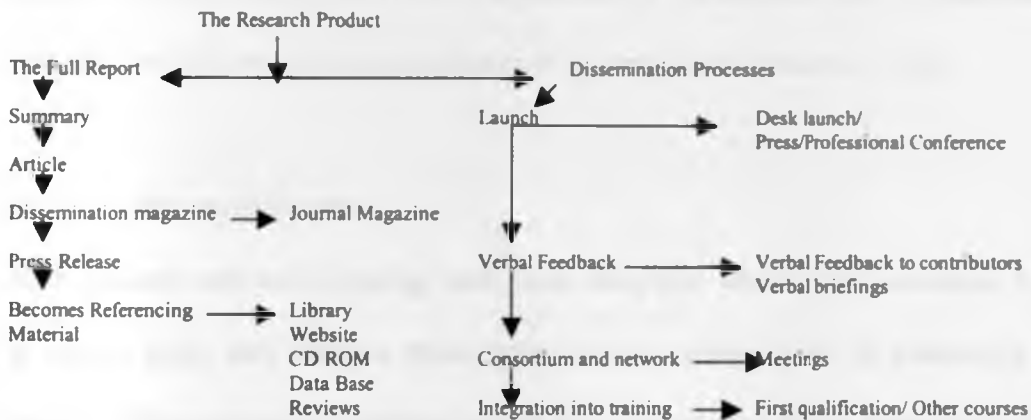 The Research Product
The Full Report
Dissemination Processes
Summary
Launch
Desk launch/
Press/Professional Conference
Article
Dissemination magazine
Journal Magazine
Press Release
Verbal Feedback
Verbal Feedback to contributors
Verbal briefings
Becomes Referencing
Material
Library
Website
CD ROM
Data Base
Reviews
Consortium and network
Meetings
Integration into training
First qualification/ Other courses